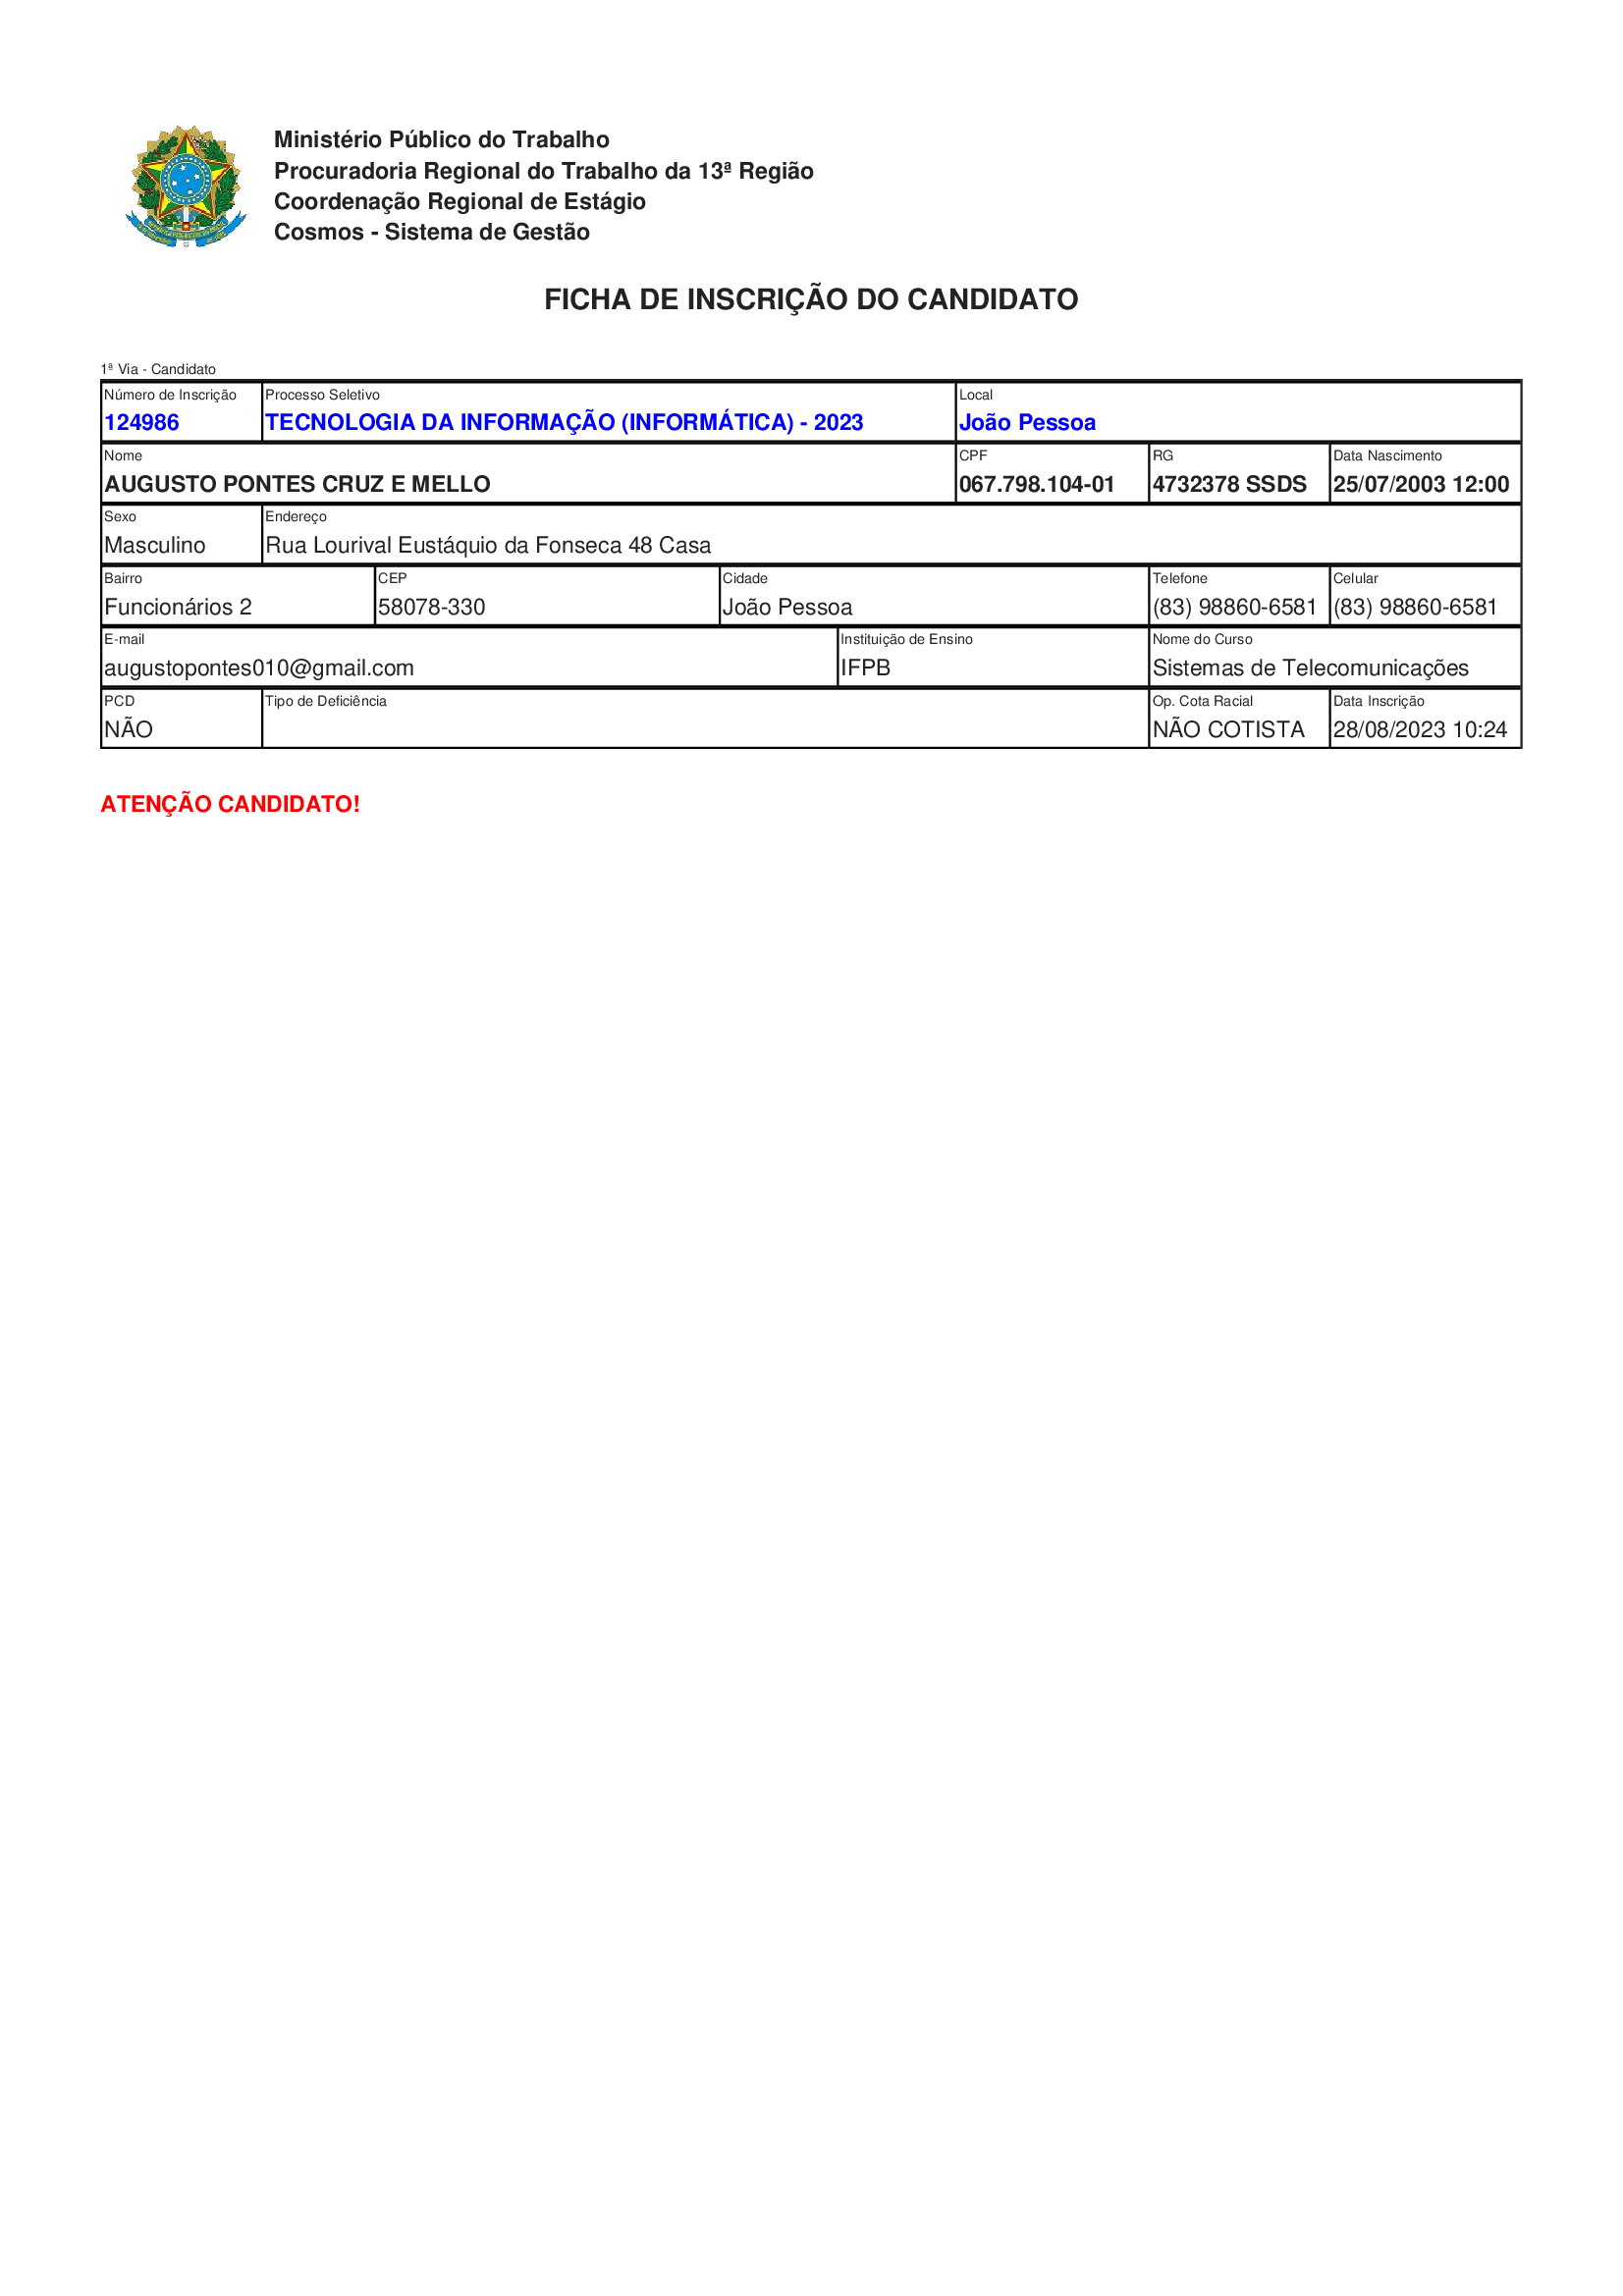 Ministério Público do Trabalho
Procuradoria Regional do Trabalho da 13ª Região
Coordenação Regional de Estágio
Cosmos - Sistema de Gestão
FICHA DE INSCRIÇÃO DO CANDIDATO
1ª Via - Candidato
Número de Inscrição Processo Seletivo Local
124986 TECNOLOGIA DA INFORMAÇÃO (INFORMÁTICA) - 2023 João Pessoa
Nome CPF RG Data Nascimento
AUGUSTO PONTES CRUZ E MELLO 067.798.104-01 4732378 SSDS 25/07/2003 12:00
Sexo Endereço
Masculino Rua Lourival Eustáquio da Fonseca 48 Casa
Bairro CEP Cidade Telefone Celular
Funcionários 2 58078-330 João Pessoa (83) 98860-6581 (83) 98860-6581
E-mail Instituição de Ensino Nome do Curso
augustopontes010@gmail.com IFPB Sistemas de Telecomunicações
PCD Tipo de Deficiência Op. Cota Racial Data Inscrição
NÃO NÃO COTISTA 28/08/2023 10:24
ATENÇÃO CANDIDATO!